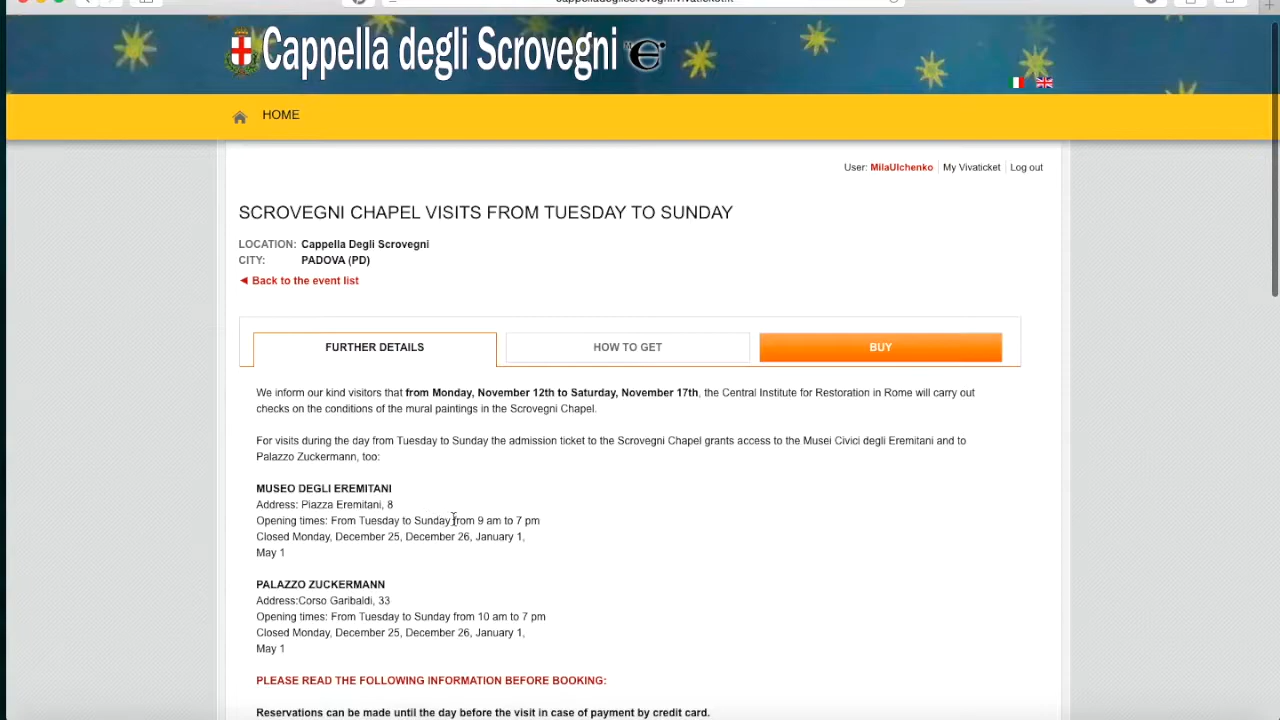 Cappella degli Scrovegni
HOME
User: MilaUlchenko My Vivaticket Log out
SCROVEGNI CHAPEL VISITS FROM TUESDAY TO SUNDAY
LOCATION: Cappella Degli Scrovegni
CITY: PADOVA (PD)
◄ Back to the event list
FURTHER DETAILS HOW TO GET BUY
We inform our kind visitors that from Monday, November 12th to Saturday, November 17th, the Central Institute for Restoration in Rome will carry out
checks on the conditions of the mural paintings in the Scrovegni Chapel.
For visits during the day from Tuesday to Sunday the admission ticket to the Scrovegni Chapel grants access to the Musei Civici degli Eremitani and to
Palazzo Zuckermann, too:
MUSEO DEGLI EREMITANI
Address: Piazza Eremitani, 8
Opening times: From Tuesday to Sunday from 9 am to 7 pm
Closed Monday, December 25, December 26, January 1,
May 1
PALAZZO ZUCKERMANN
Address:Corso Garibaldi, 33
Opening times: From Tuesday to Sunday from 10 am to 7 pm
Closed Monday, December 25, December 26, January 1,
May 1
PLEASE READ THE FOLLOWING INFORMATION BEFORE BOOKING:
Reservations can be made until the day before the visit in case of payment by credit card.